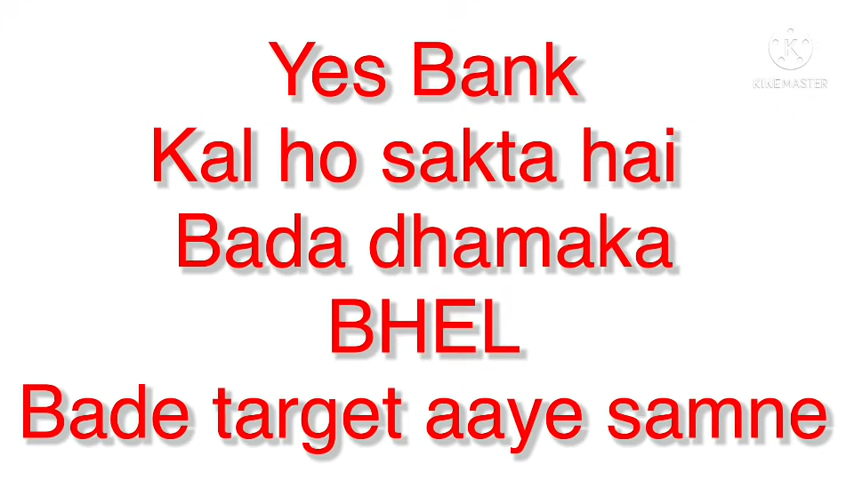 Yes Bank
Kal ho sakta hai
Bada dhamaka
BHEL
Bade target aaye samne
K
KINEMASTER